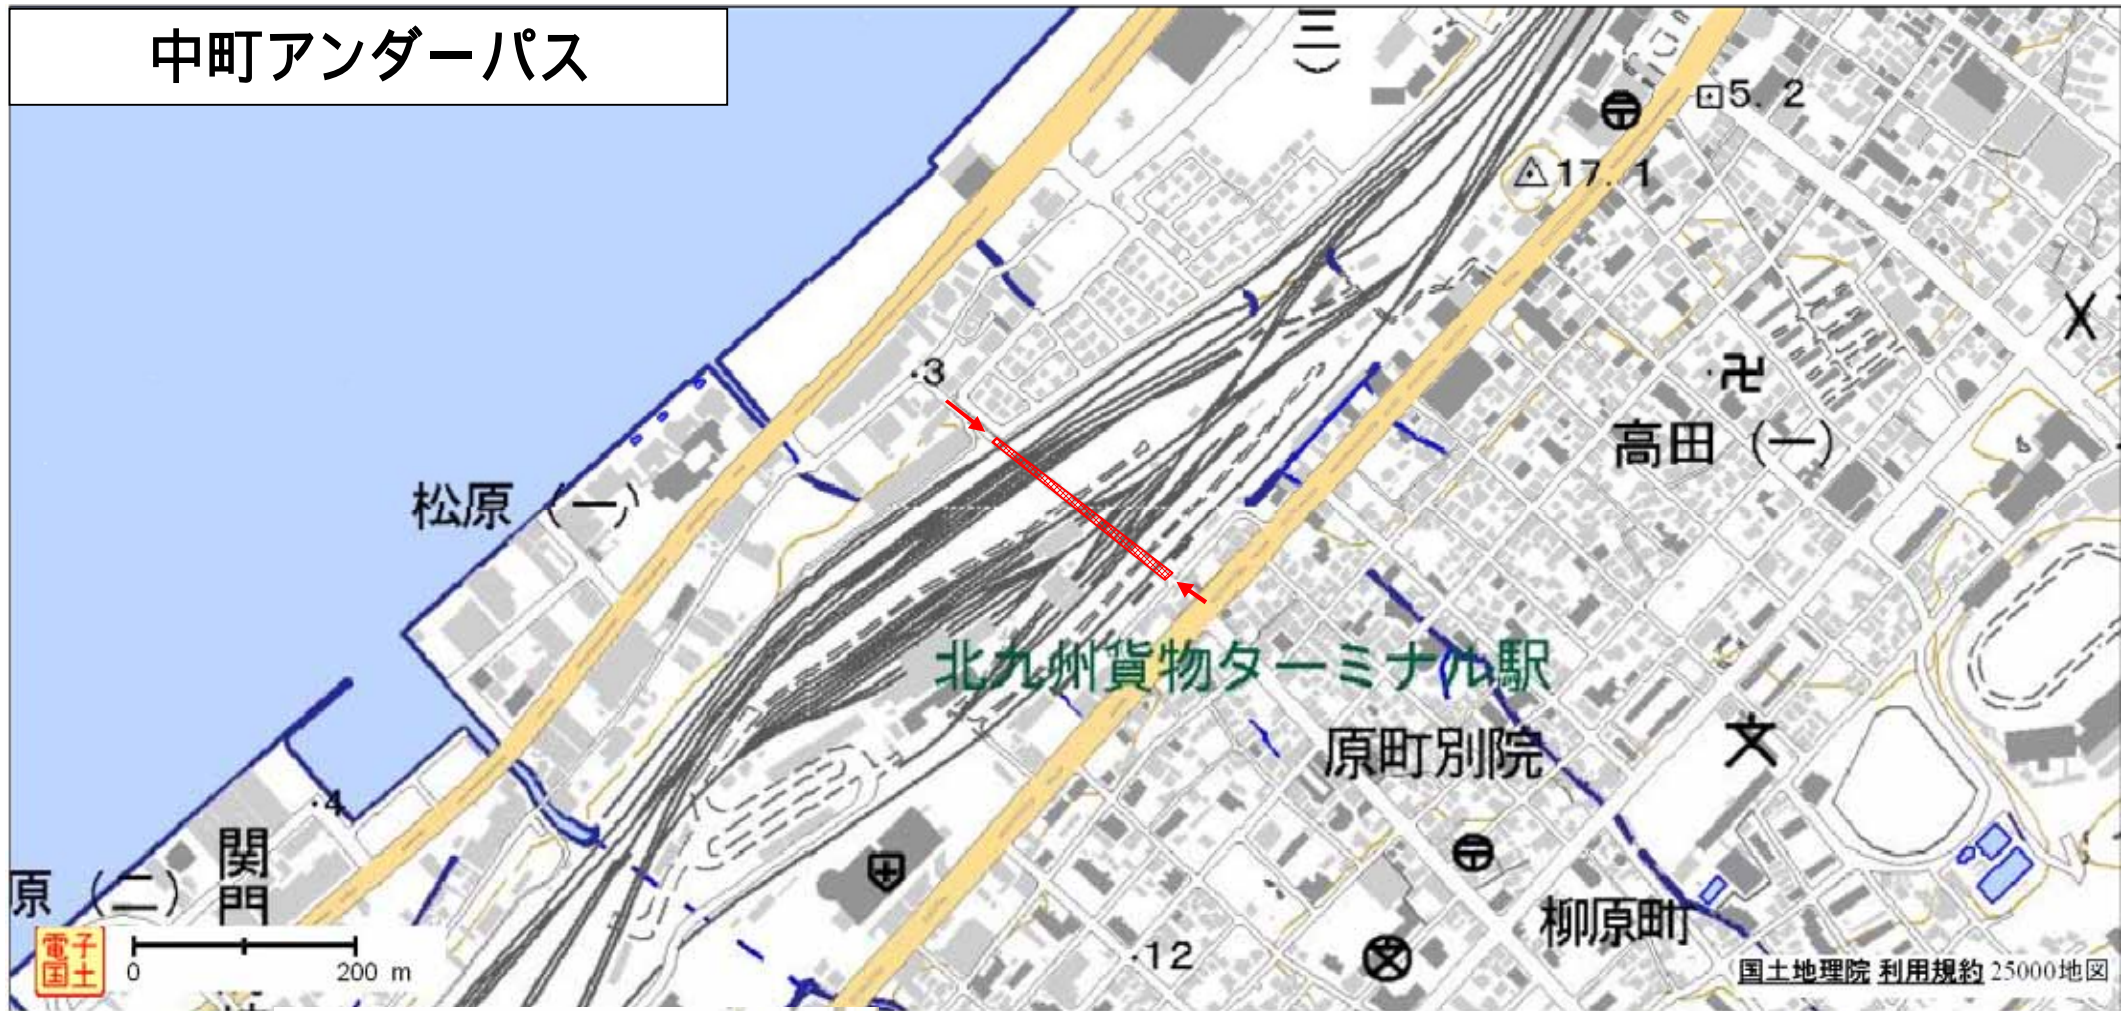 中町アンダーパス
三)
5.2
17.1
・3
高田 (一)
松原 (一)
北九州貨物ターミナル駅
原町別院
文
・4
関門
原 (二)
柳原町
・12
電子国土
0
200 m
国土地理院 利用規約 25000地図